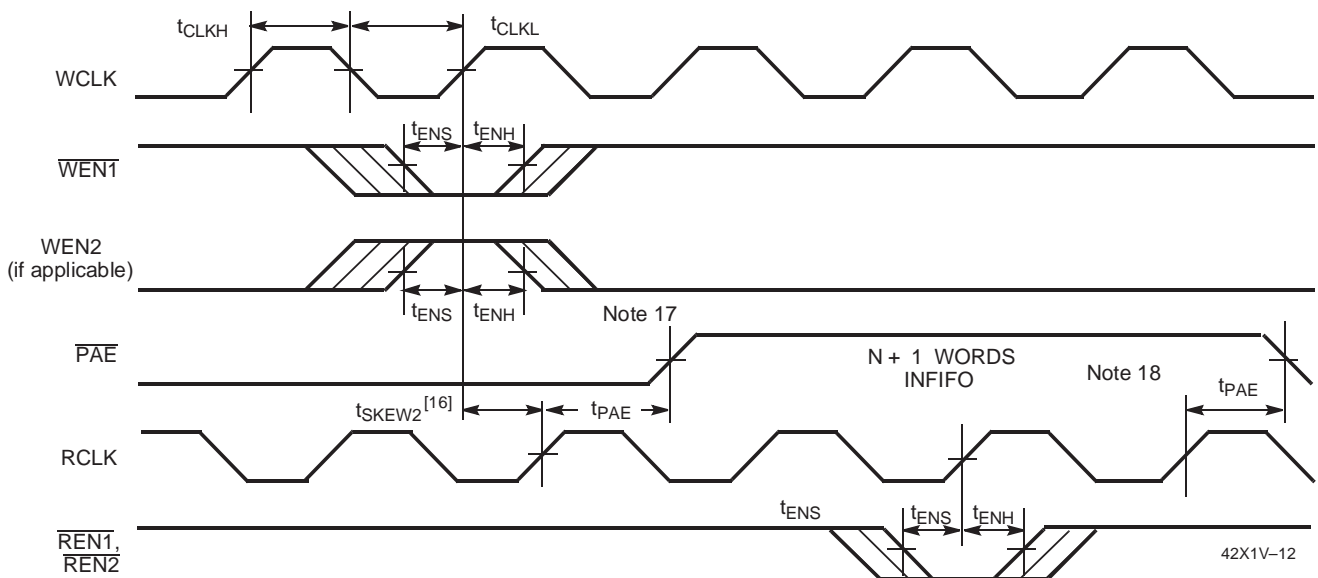 tCLKH
tCLKL
WCLK
tENS
tENH
WEN1
WEN2
(if applicable)
tENS
tENH
Note 17
PAE
N + 1 WORDS
INFIFO
Note 18
tPAE
tSKEW2[16]
tPAE
RCLK
tENS
tENS
tENH
REN1,
REN2
42X1V–12